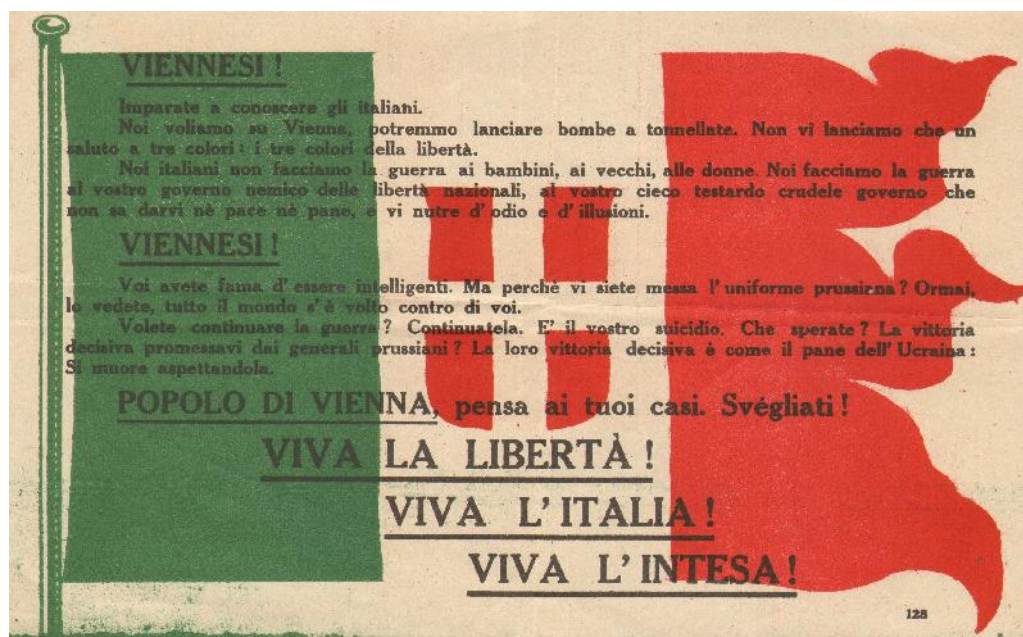 VIENNESI !
Imparate a conoscere gli italiani.
Noi voliamo su Vienna, potremmo lanciare bombe a tonnellate. Non vi lanciamo che un
saluto a tre colori : i tre colori della libertà.
Noi italiani non facciamo la guerra ai bambini, ai vecchi, alle donne. Noi facciamo la guerra
al vostro governo nemico delle libertà nazionali, al vostro cieco testardo crudele governo che
non sa darvi nè pace nè pane, e vi nutre d' odio e d' illusioni.
VIENNESI !
Voi avete fama d' essere intelligenti. Ma perchè vi siete messa l' uniforme prussiana ? Ormai,
lo vedete, tutto il mondo s' è volto contro di voi.
Volete continuare la guerra ? Continuatela. E' il vostro suicidio. Che sperate ? La vittoria
decisiva promessavi dai generali prussiani ? La loro vittoria decisiva è come il pane dell' Ucraina :
Si muore aspettandola.
POPOLO DI VIENNA, pensa ai tuoi casi. Svégliati !
VIVA LA LIBERTÀ !
VIVA L' ITALIA !
VIVA L' INTESA !
128